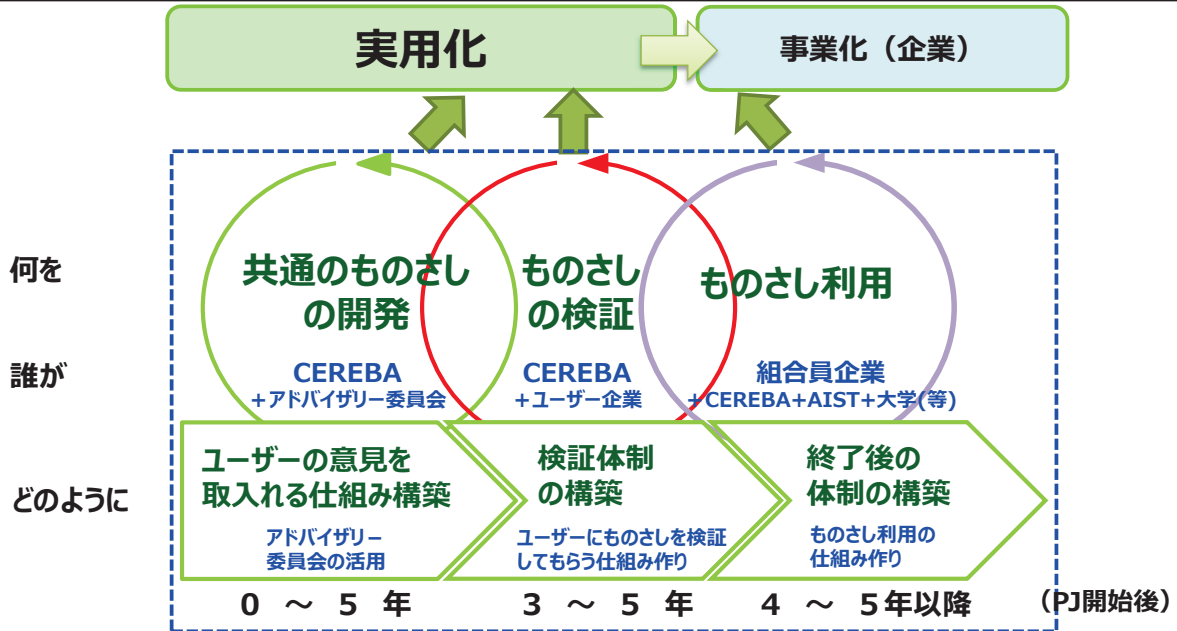 実用化
事業化（企業）
何を
共通のものさし
の開発
ものさし
の検証
ものさし利用
誰が
CEREBA
+アドバイザリー委員会
CEREBA
+ユーザー企業
組合員企業
+CEREBA+AIST+大学(等)
どのように
ユーザーの意見を
取入れる仕組み構築
アドバイザリー
委員会の活用
検証体制
の構築
ユーザーにものさしを検証
してもらう仕組み作り
終了後の
体制の構築
ものさし利用の
仕組み作り
0 ～ 5 年
3 ～ 5 年
4 ～ 5年以降
（PJ開始後）